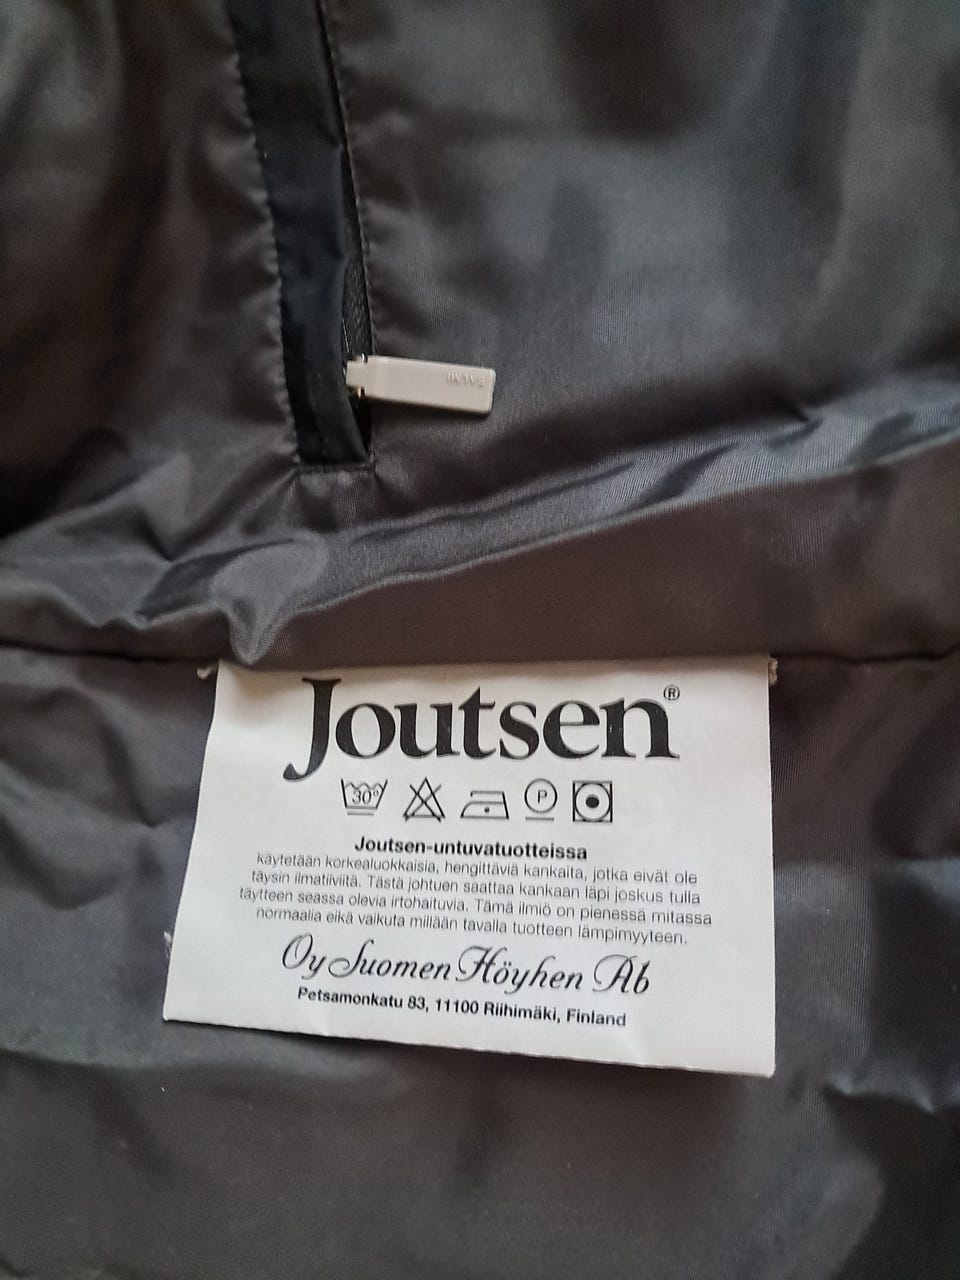 SALMI
Joutsen®
30° P
Joutsen-untuvatuotteissa
käytetään korkealuokkaisia, hengittäviä kankaita, jotka eivät ole
täysin ilmatiiviitä. Tästä johtuen saattaa kankaan läpi joskus tulla
täytteen seassa olevia irtohaituvia. Tämä ilmiö on pienessä mitassa
normaalia eikä vaikuta millään tavalla tuotteen lämpimyyteen.
Oy Suomen Höyhen Ab
Petsamonkatu 83, 11100 Riihimäki, Finland